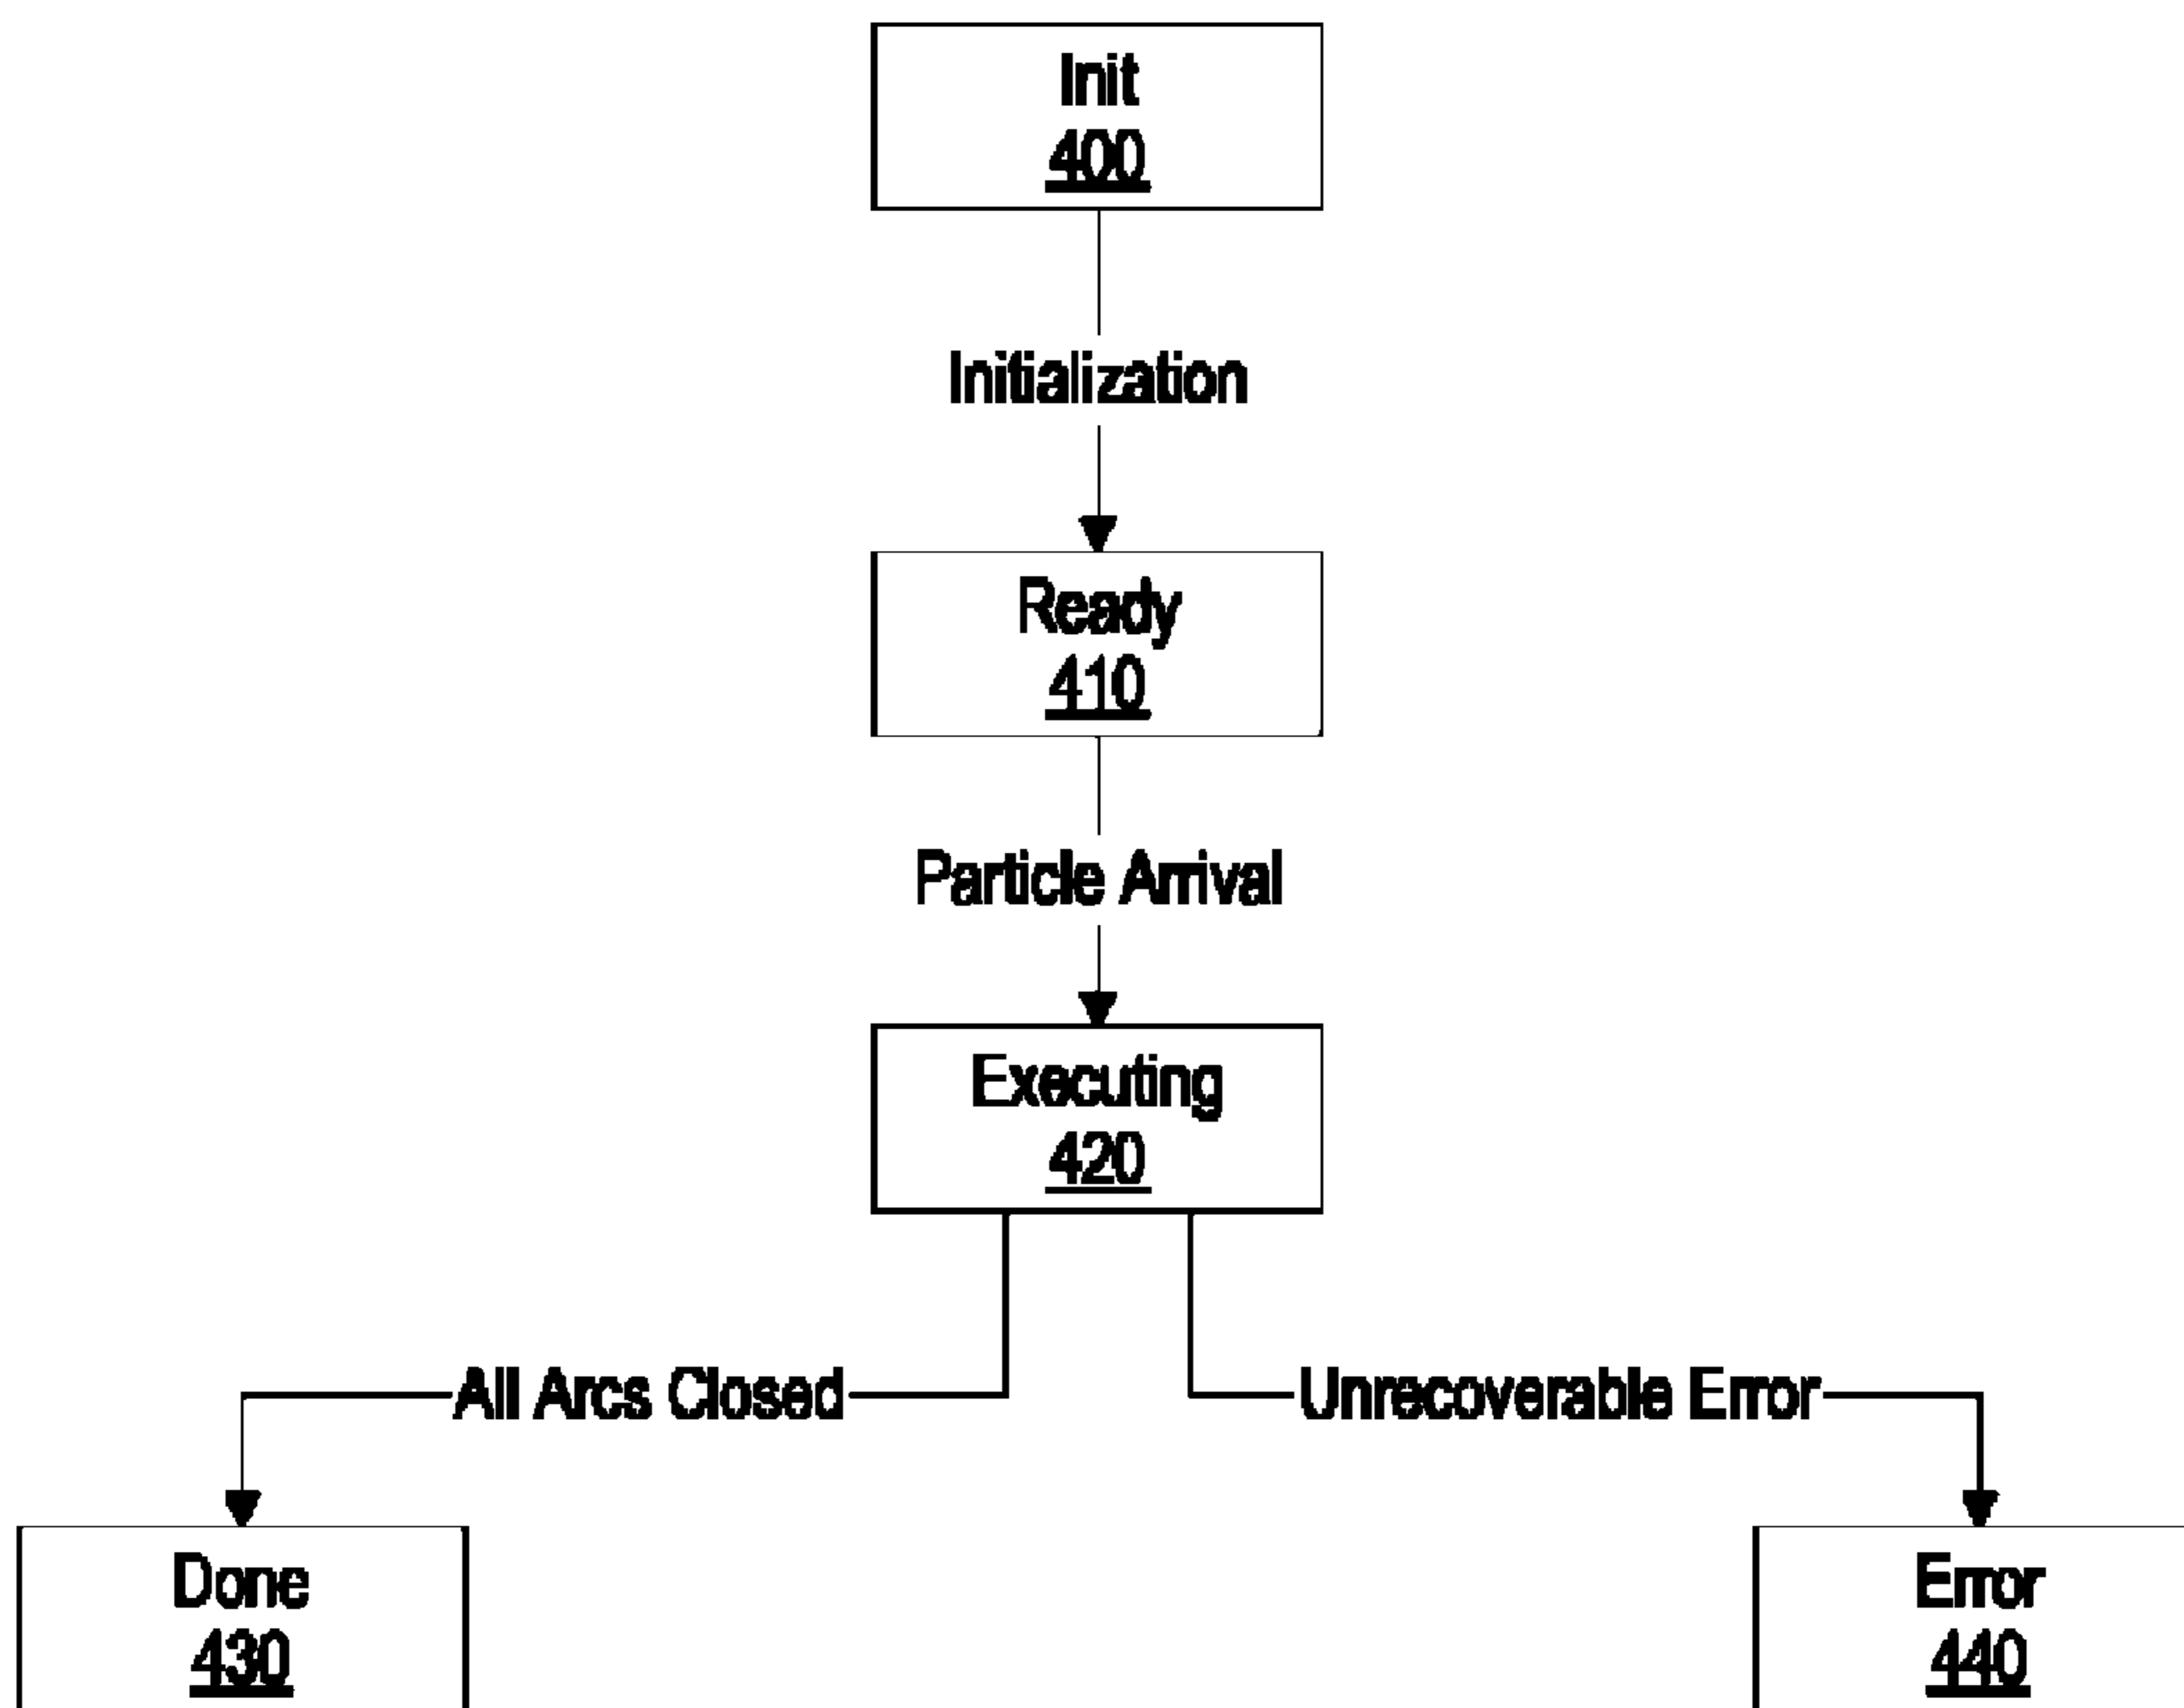 Init
400
Initialization
Ready
410
Particle Arrival
Executing
420
All Arcs Closed
Unrecoverable Error
Done
430
Error
440